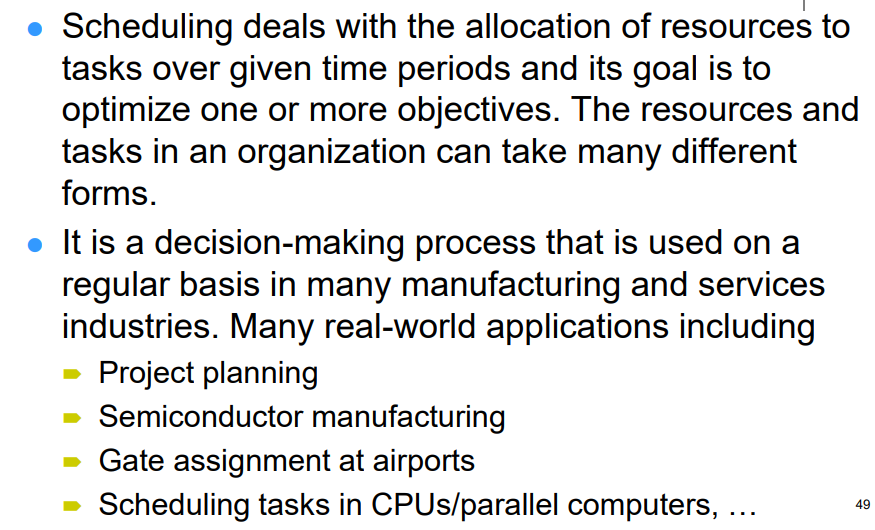 Scheduling deals with the allocation of resources to
tasks over given time periods and its goal is to
optimize one or more objectives. The resources and
tasks in an organization can take many different
forms.
It is a decision-making process that is used on a
regular basis in many manufacturing and services
industries. Many real-world applications including
Project planning
Semiconductor manufacturing
Gate assignment at airports
Scheduling tasks in CPUs/parallel computers, …
49